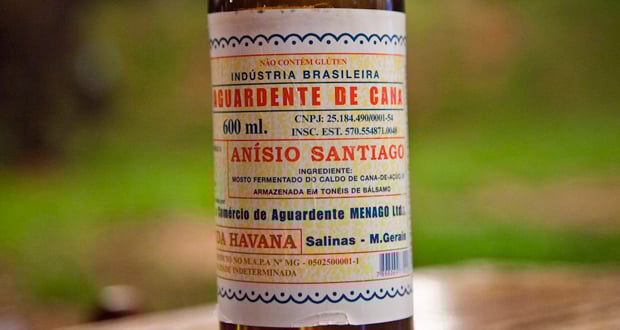 NÃO CONTÉM GLÚTEN
INDÚSTRIA BRASILEIRA
AGUARDENTE DE CANA
600 ml.
CNPJ: 25.184.490/0001-54
INSC. EST. 570.554871.0048
ANÍSIO SANTIAGO
INGREDIENTE:
MOSTO FERMENTADO DO CALDO DE CANA-DE-AÇÚCAR
ARMAZENADA EM TONÉIS DE BÁLSAMO
Comércio de Aguardente MENAGO Ltda.
DA HAVANA
Salinas - M.Gerais
NO M.A.P.A Nº MG - 0502500001-1
INDETERMINADA